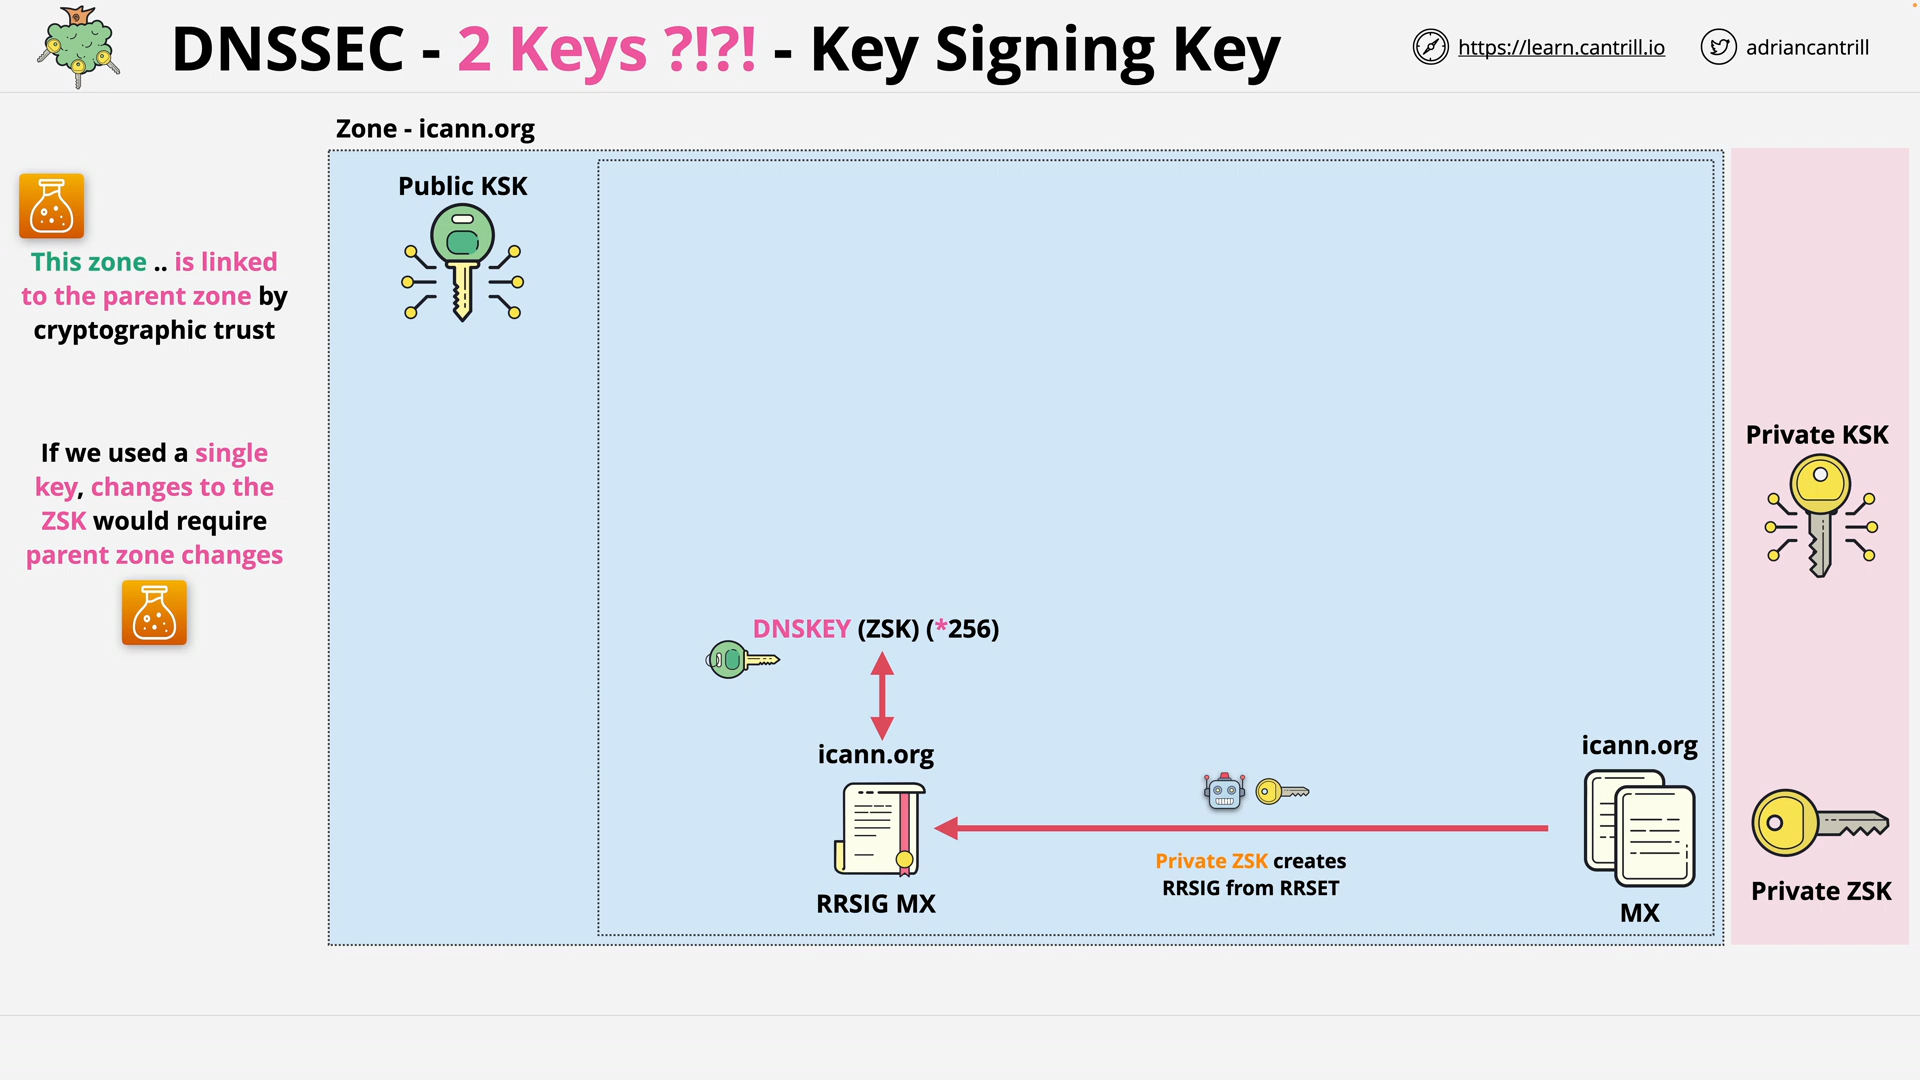 DNSSEC - 2 Keys ?!?! - Key Signing Key
https://learn.cantrill.io
adriancantrill
Zone - icann.org
Public KSK
This zone .. is linked
to the parent zone by
cryptographic trust
If we used a single
key, changes to the
ZSK would require
parent zone changes
Private KSK
DNSKEY (ZSK) (*256)
icann.org
RRSIG MX
Private ZSK creates
RRSIG from RRSET
icann.org
MX
Private ZSK